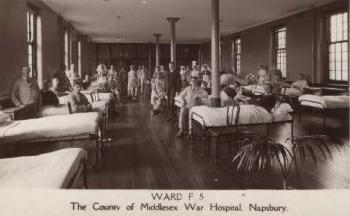 WARD F 5
The County of Middlesex War Hospital, Napsbury.